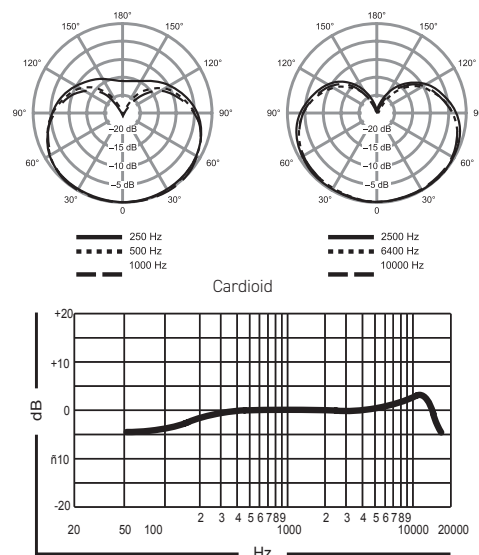 180°
150° 150°
120° 120°
90° 90°
60° 60°
30° 30°
0
–20 dB
–15 dB
–10 dB
–5 dB
250 Hz
500 Hz
1000 Hz
180°
150° 150°
120° 120°
90° 90°
60° 60°
30° 30°
0
–20 dB
–15 dB
–10 dB
–5 dB
2500 Hz
6400 Hz
10000 Hz
Cardioid
+20
+10
0
ñ10
-20
dB
2 3 4 5 6 7 8 9 2 3 4 5 6 7 8 9
20 50 100 1000 10000 20000
Hz